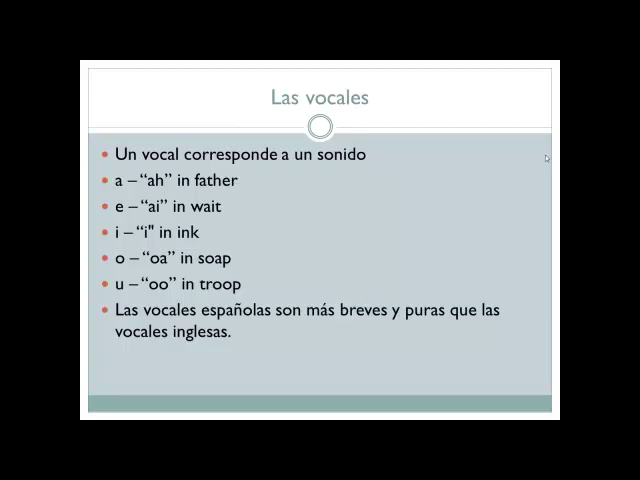 Las vocales
Un vocal corresponde a un sonido
a – “ah” in father
e – “ai” in wait
i – “i" in ink
o – “oa” in soap
u – “oo” in troop
Las vocales españolas son más breves y puras que las
vocales inglesas.